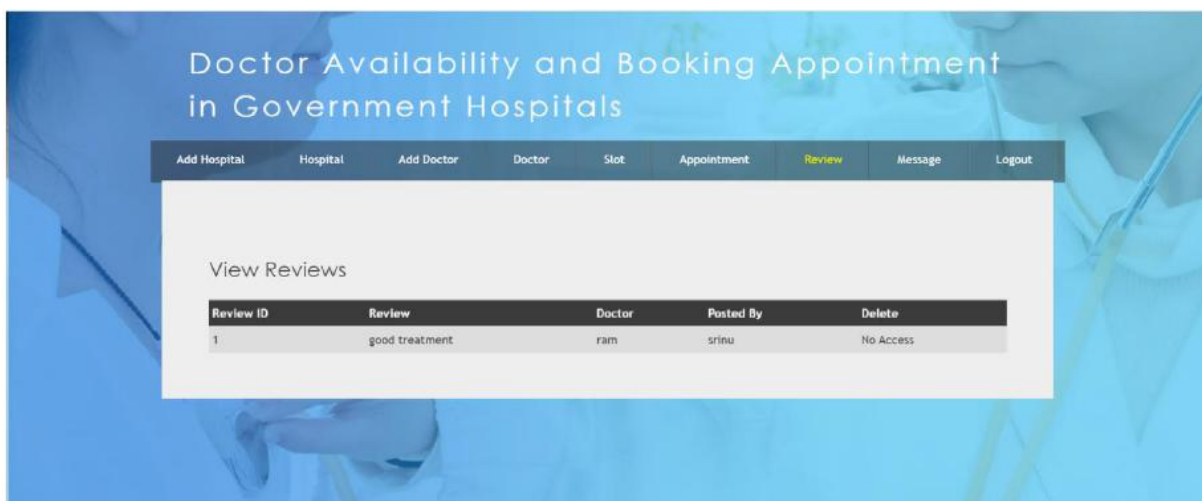 Doctor Availability and Booking Appointment
in Government Hospitals
Add Hospital Hospital Add Doctor Doctor Slot Appointment Review Message Logout
View Reviews
Review ID Review Doctor Posted By Delete
1 good treatment ram srinu No Access